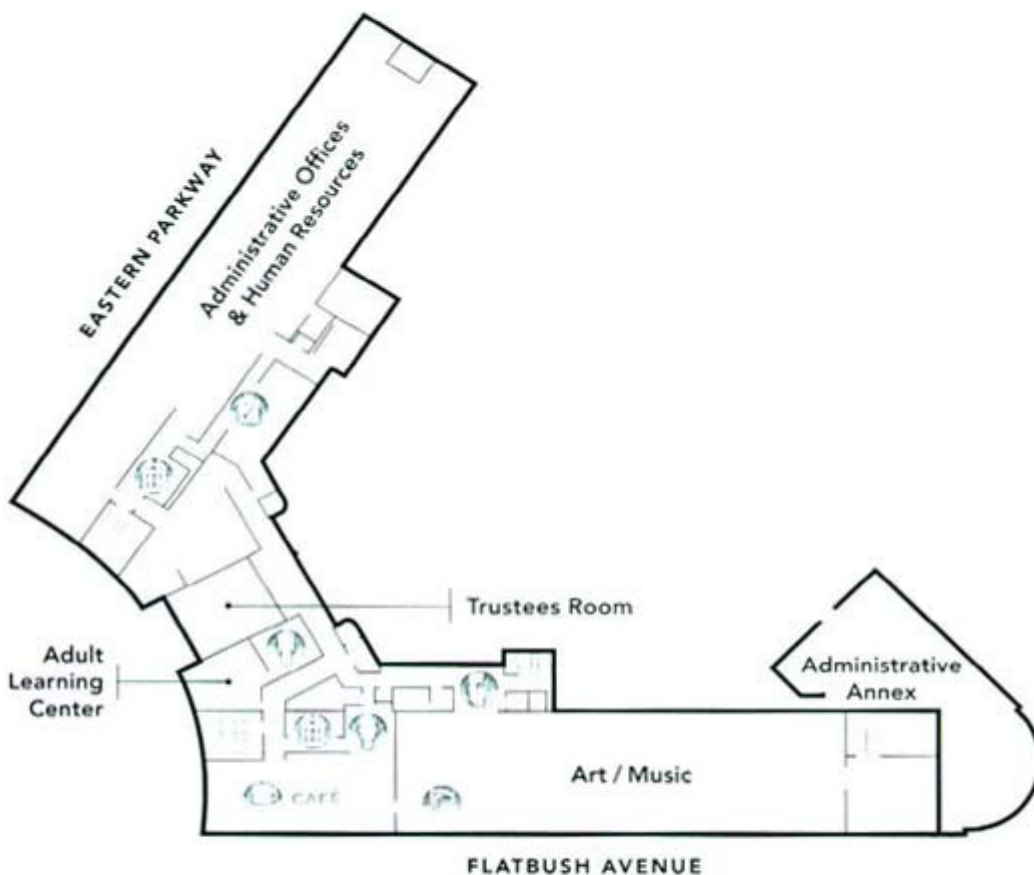 EASTERN PARKWAY
Administrative Offices
& Human Resources
Trustees Room
Adult
Learning
Center
Administrative
Annex
Art / Music
CAFÉ
FLATBUSH AVENUE